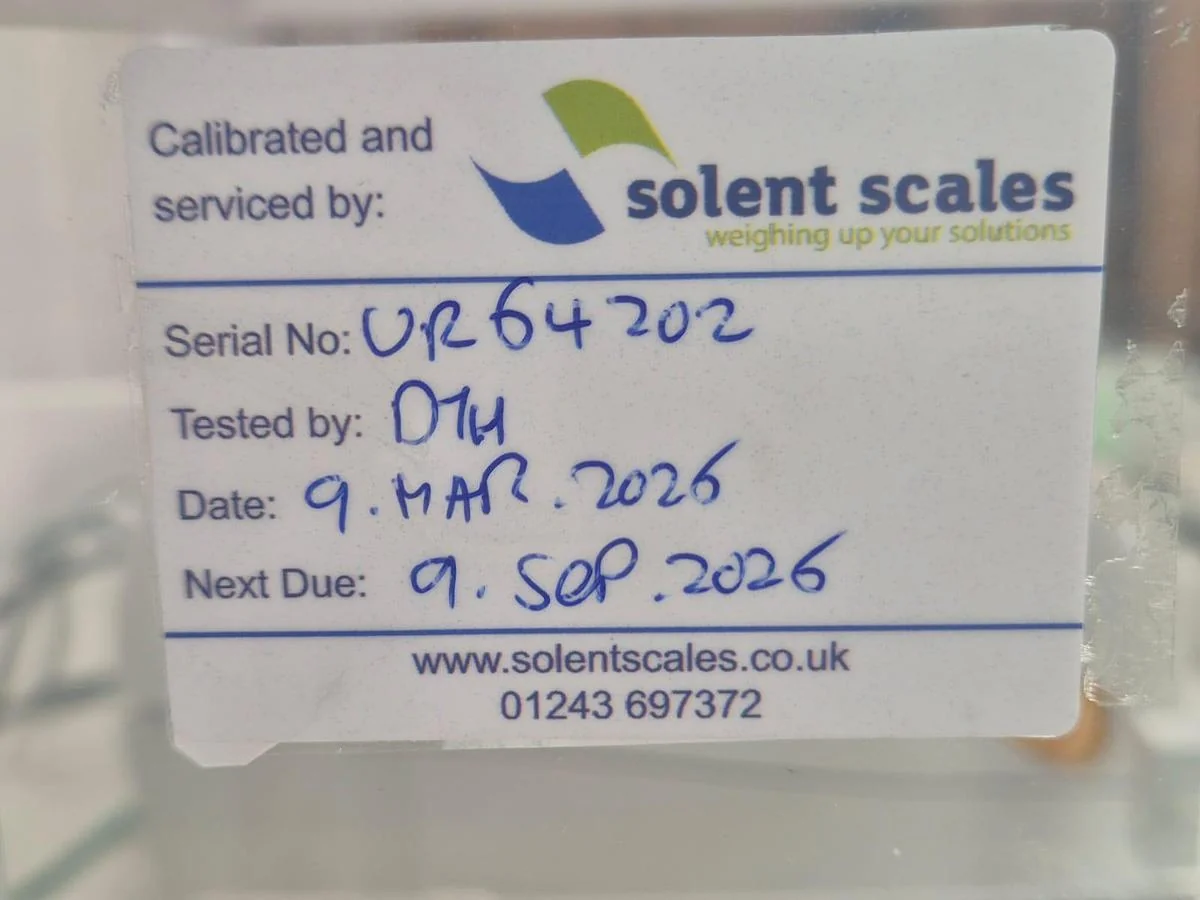 Calibrated and
serviced by:
solent scales
weighing up your solutions
Serial No: UR64202
Tested by: DTH
Date: 9. MAR. 2026
Next Due: 9. SEP. 2026
www.solentscales.co.uk
01243 697372